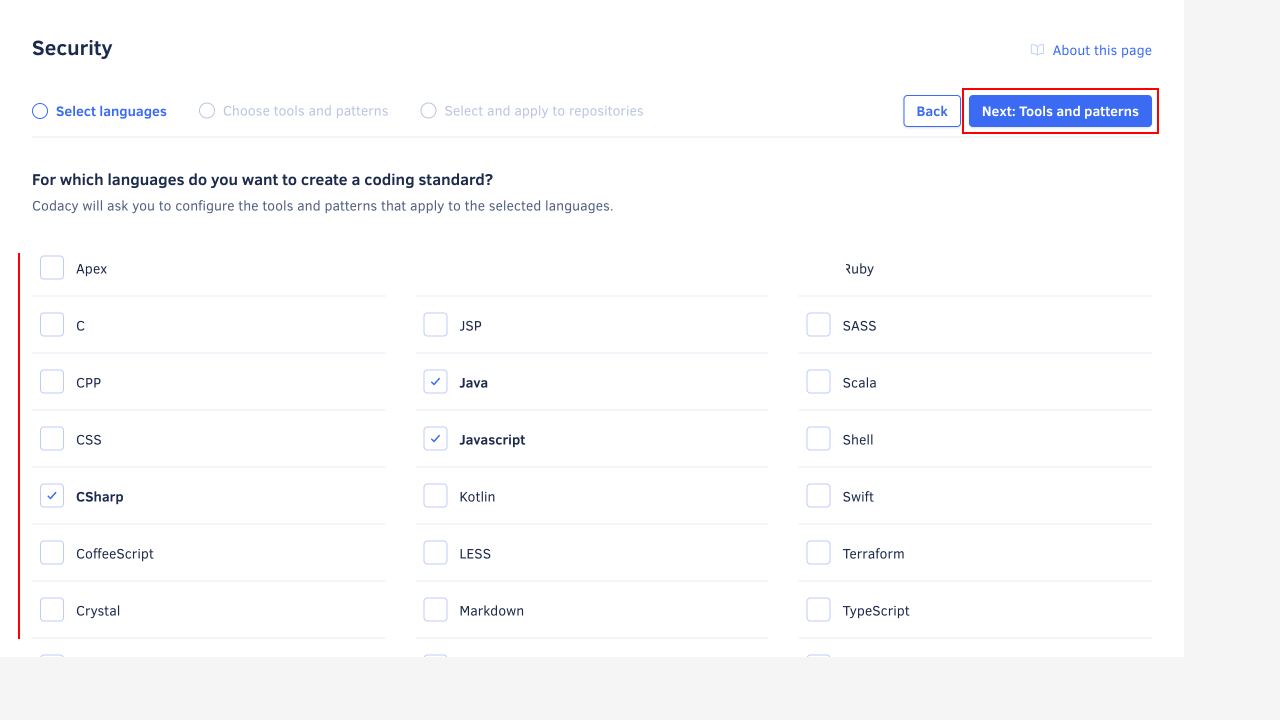 Security
About this page
Select languages
Choose tools and patterns
Select and apply to repositories
Back
Next: Tools and patterns
For which languages do you want to create a coding standard?
Codacy will ask you to configure the tools and patterns that apply to the selected languages.
Apex
Ruby
C
JSP
SASS
CPP
Java
Scala
CSS
Javascript
Shell
CSharp
Kotlin
Swift
CoffeeScript
LESS
Terraform
Crystal
Markdown
TypeScript